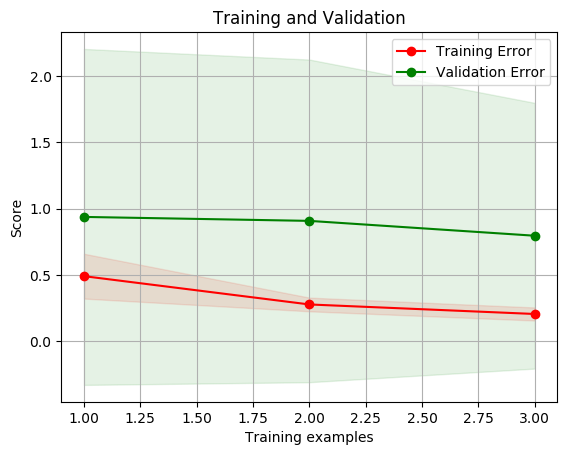 Training and Validation
Training Error
Validation Error
2.0
1.5
1.0
0.5
0.0
Score
1.00 1.25 1.50 1.75 2.00 2.25 2.50 2.75 3.00
Training examples